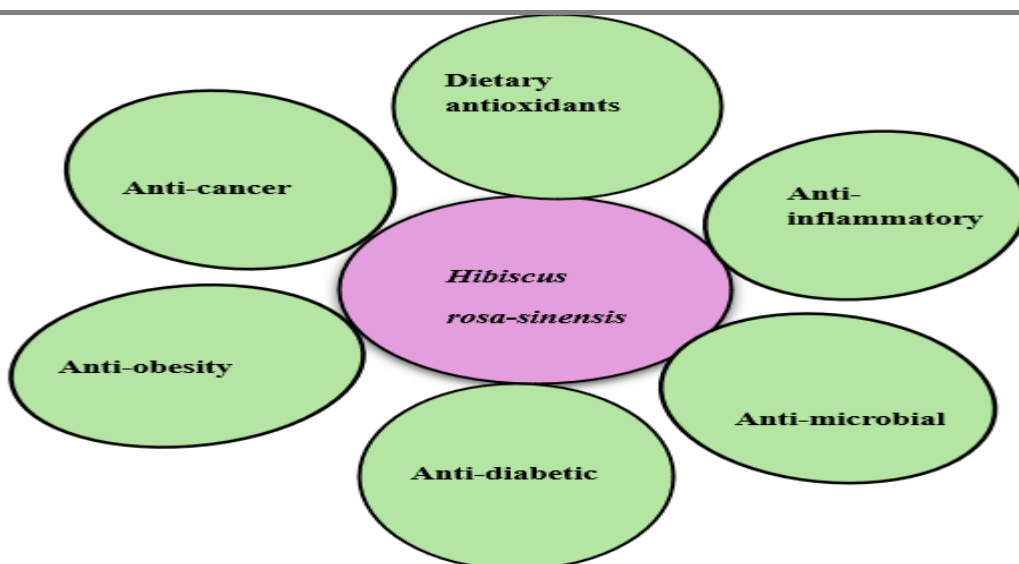 Dietary
antioxidants
Anti-cancer
Anti-
inflammatory
Hibiscus
rosa-sinensis
Anti-obesity
Anti-microbial
Anti-diabetic